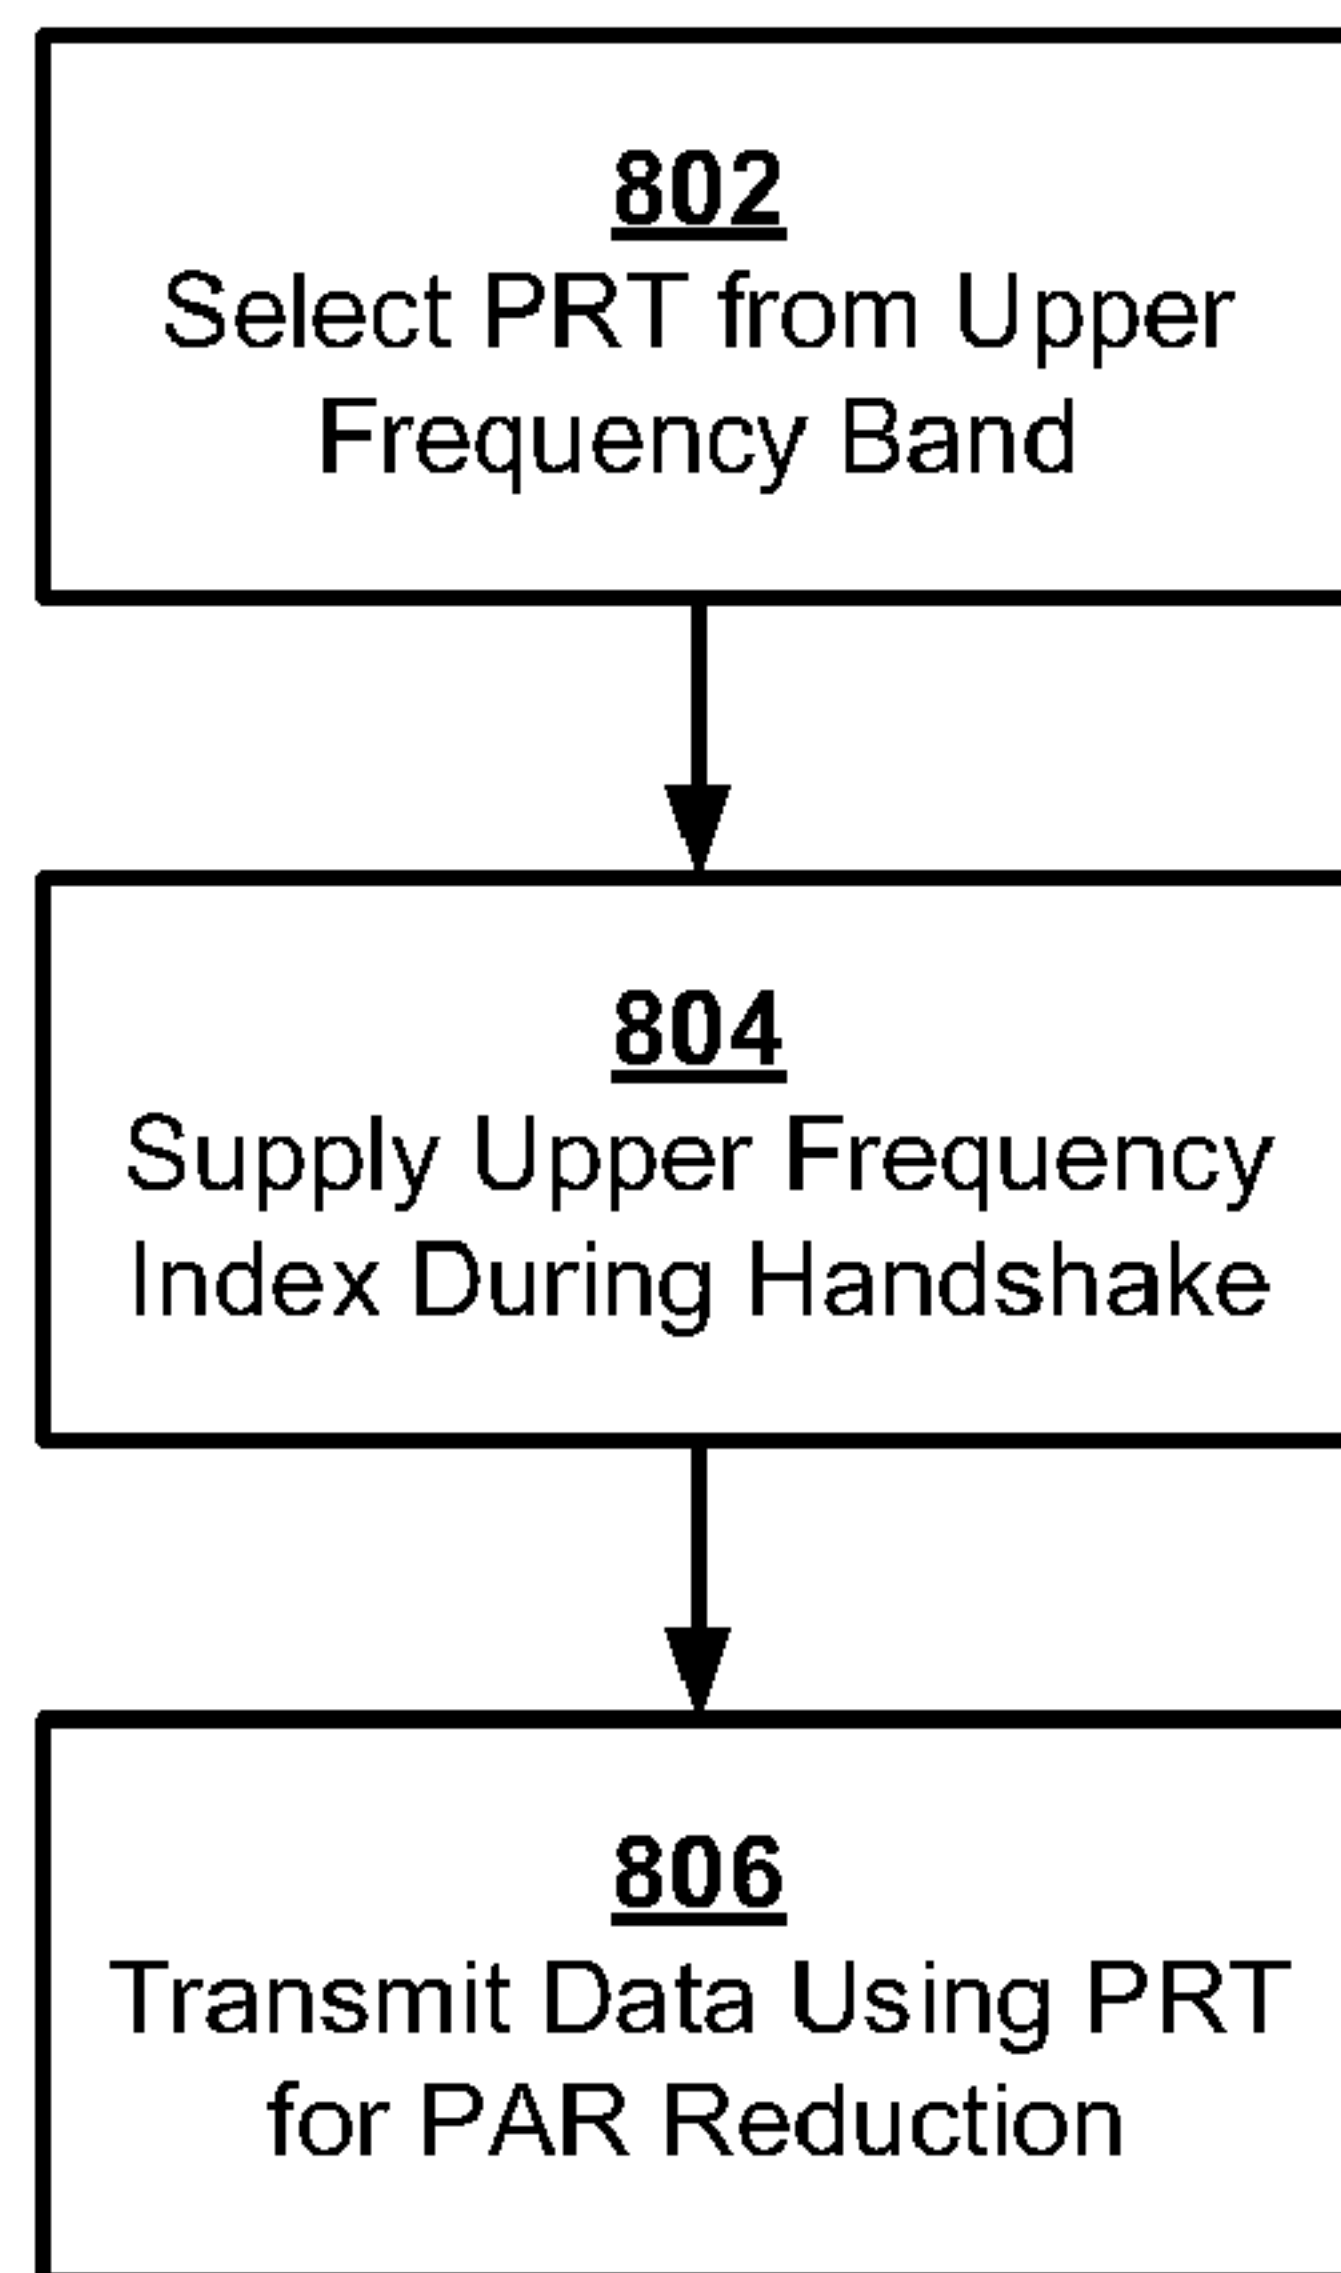 802
Select PRT from Upper
Frequency Band
804
Supply Upper Frequency
Index During Handshake
806
Transmit Data Using PRT
for PAR Reduction